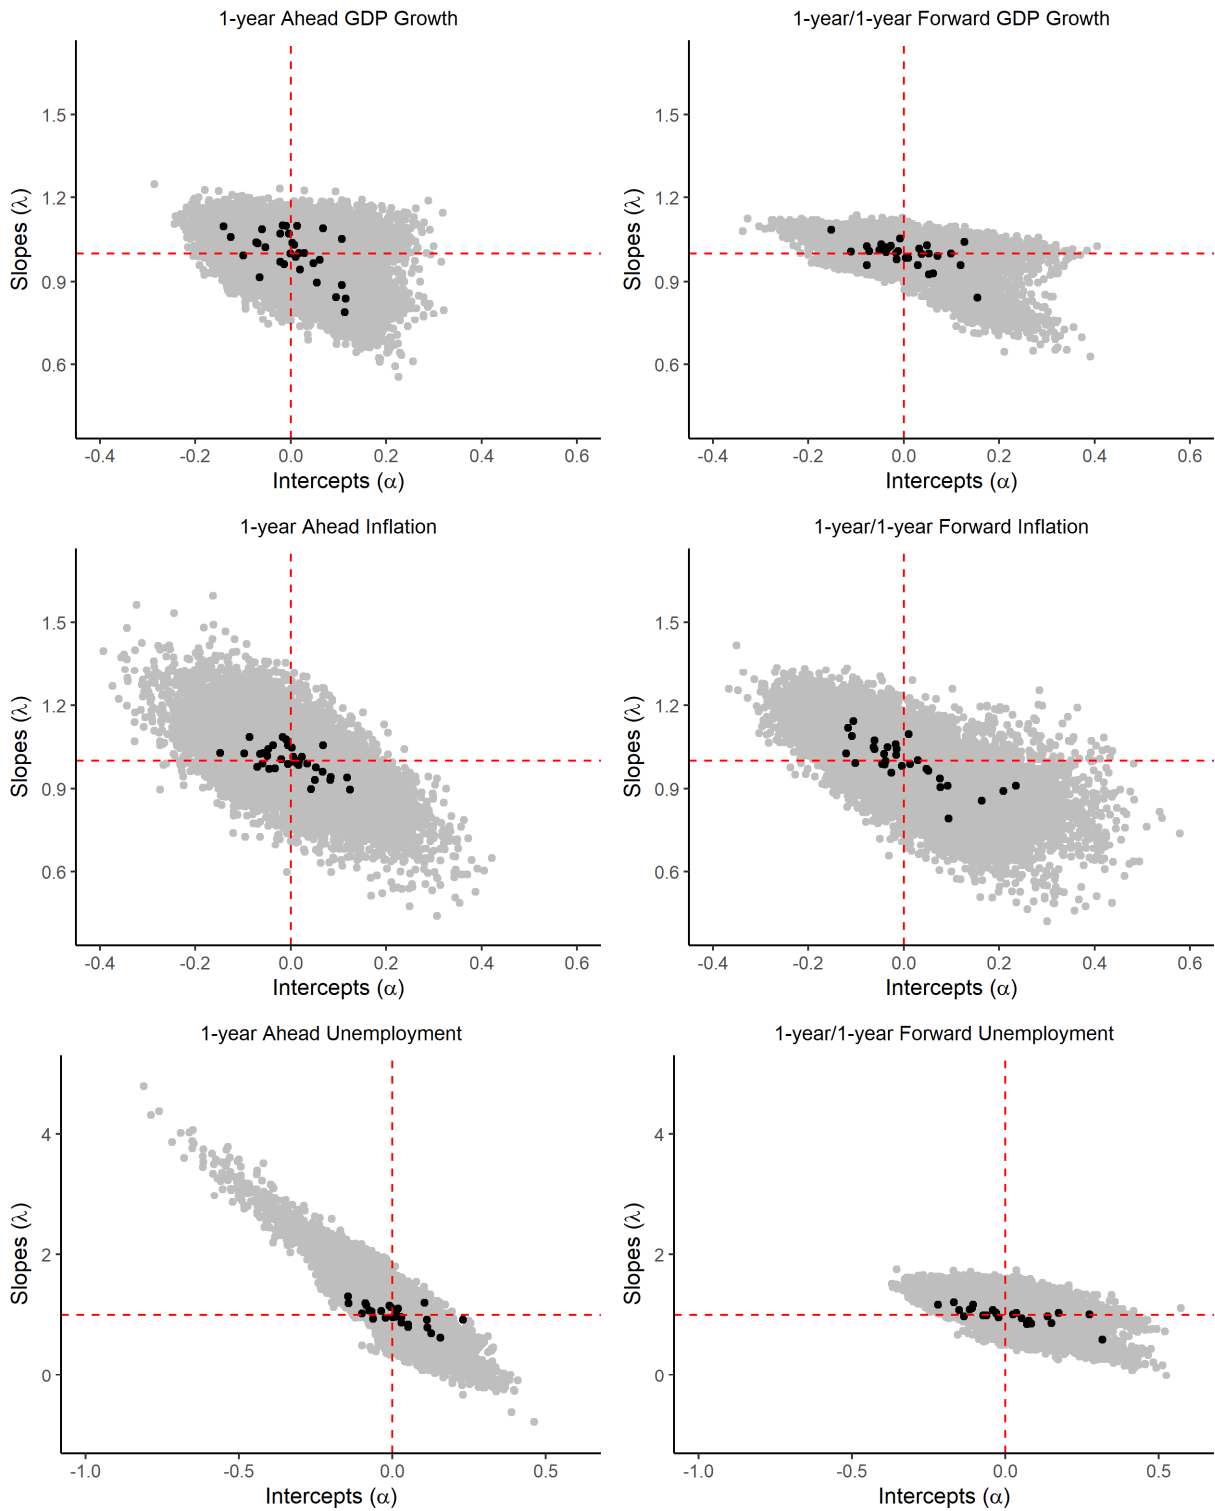 1-year Ahead GDP Growth
Slopes (λ)
1.5
1.2
0.9
0.6
-0.4 -0.2 0.0 0.2 0.4 0.6
Intercepts (α)
1-year/1-year Forward GDP Growth
Slopes (λ)
1.5
1.2
0.9
0.6
-0.4 -0.2 0.0 0.2 0.4 0.6
Intercepts (α)
1-year Ahead Inflation
Slopes (λ)
1.5
1.2
0.9
0.6
-0.4 -0.2 0.0 0.2 0.4 0.6
Intercepts (α)
1-year/1-year Forward Inflation
Slopes (λ)
1.5
1.2
0.9
0.6
-0.4 -0.2 0.0 0.2 0.4 0.6
Intercepts (α)
1-year Ahead Unemployment
Slopes (λ)
4
2
0
-1.0 -0.5 0.0 0.5
Intercepts (α)
1-year/1-year Forward Unemployment
Slopes (λ)
4
2
0
-1.0 -0.5 0.0 0.5
Intercepts (α)